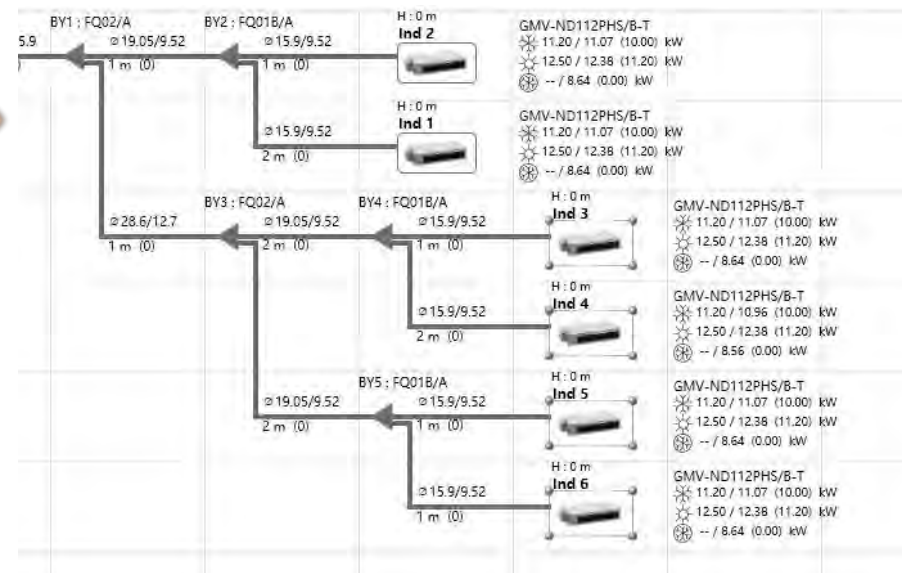 BY1 : FQ02/A
BY2 : FQ01B/A
H : 0 m
Ind 2
5.9
⌀19.05/9.52
⌀15.9/9.52
)
1 m (0)
1 m (0)
GMV-ND112PHS/B-T
11.20 / 11.07 (10.00) kW
12.50 / 12.38 (11.20) kW
-- / 8.64 (0.00) kW
H : 0 m
Ind 1
⌀15.9/9.52
2 m (0)
GMV-ND112PHS/B-T
11.20 / 11.07 (10.00) kW
12.50 / 12.38 (11.20) kW
-- / 8.64 (0.00) kW
BY3 : FQ02/A
BY4 : FQ01B/A
H : 0 m
Ind 3
⌀28.6/12.7
⌀19.05/9.52
⌀15.9/9.52
1 m (0)
2 m (0)
1 m (0)
GMV-ND112PHS/B-T
11.20 / 11.07 (10.00) kW
12.50 / 12.38 (11.20) kW
-- / 8.64 (0.00) kW
H : 0 m
Ind 4
⌀15.9/9.52
2 m (0)
GMV-ND112PHS/B-T
11.20 / 10.96 (10.00) kW
12.50 / 12.38 (11.20) kW
-- / 8.56 (0.00) kW
BY5 : FQ01B/A
H : 0 m
Ind 5
⌀19.05/9.52
⌀15.9/9.52
2 m (0)
1 m (0)
GMV-ND112PHS/B-T
11.20 / 11.07 (10.00) kW
12.50 / 12.38 (11.20) kW
-- / 8.64 (0.00) kW
H : 0 m
Ind 6
⌀15.9/9.52
1 m (0)
GMV-ND112PHS/B-T
11.20 / 11.07 (10.00) kW
12.50 / 12.38 (11.20) kW
-- / 8.64 (0.00) kW